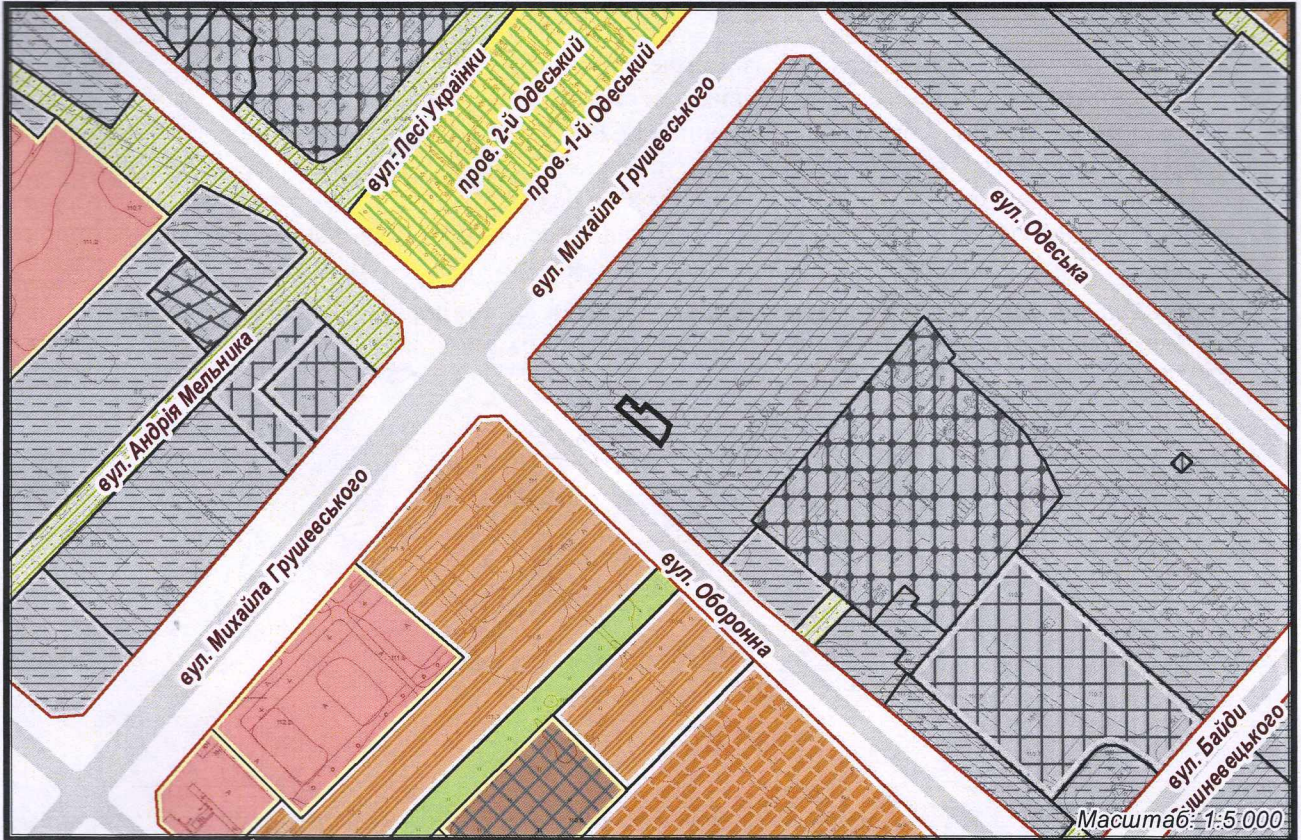 вул. Лесі Українки
пров. 2-й Одеський
пров. 1-й Одеський
вул. Михайла Грушевського
вул. Одеська
вул. Андрія Мельника
вул. Михайла Грушевського
вул. Оборонна
вул. Байди
Масштаб: 1:5 000